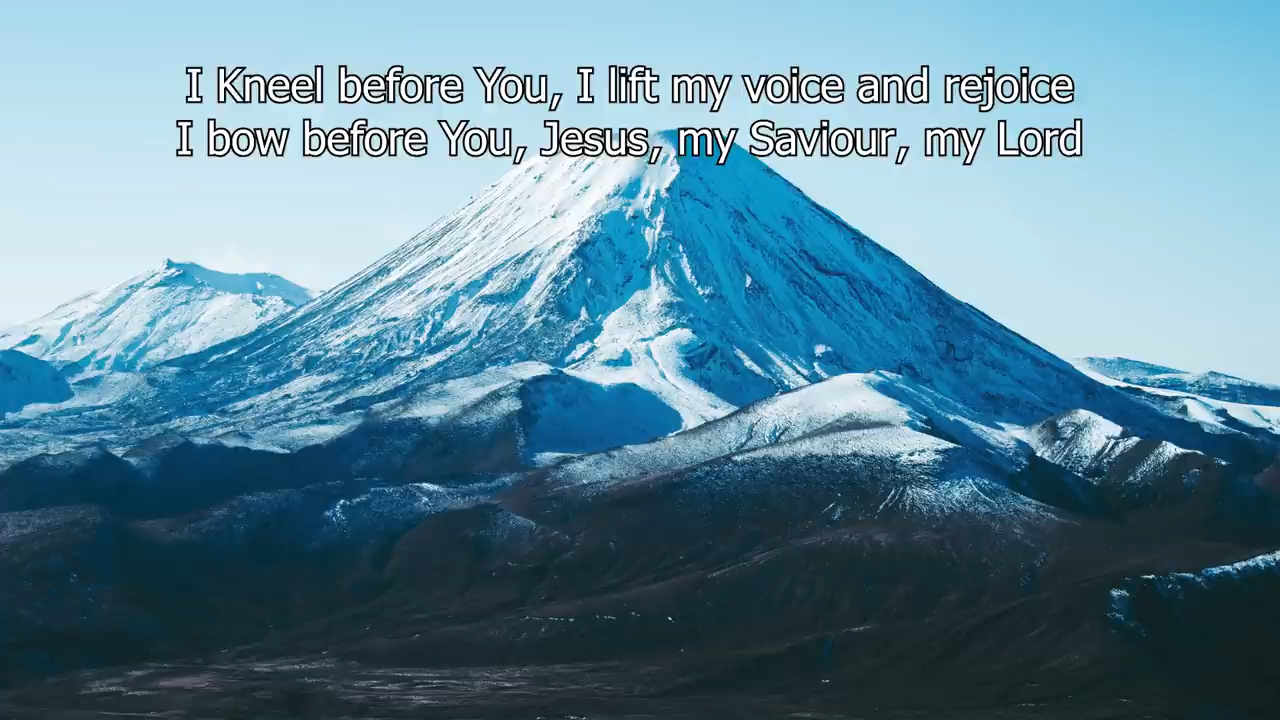 I Kneel before You, I lift my voice and rejoice
I bow before You, Jesus, my Saviour, my Lord